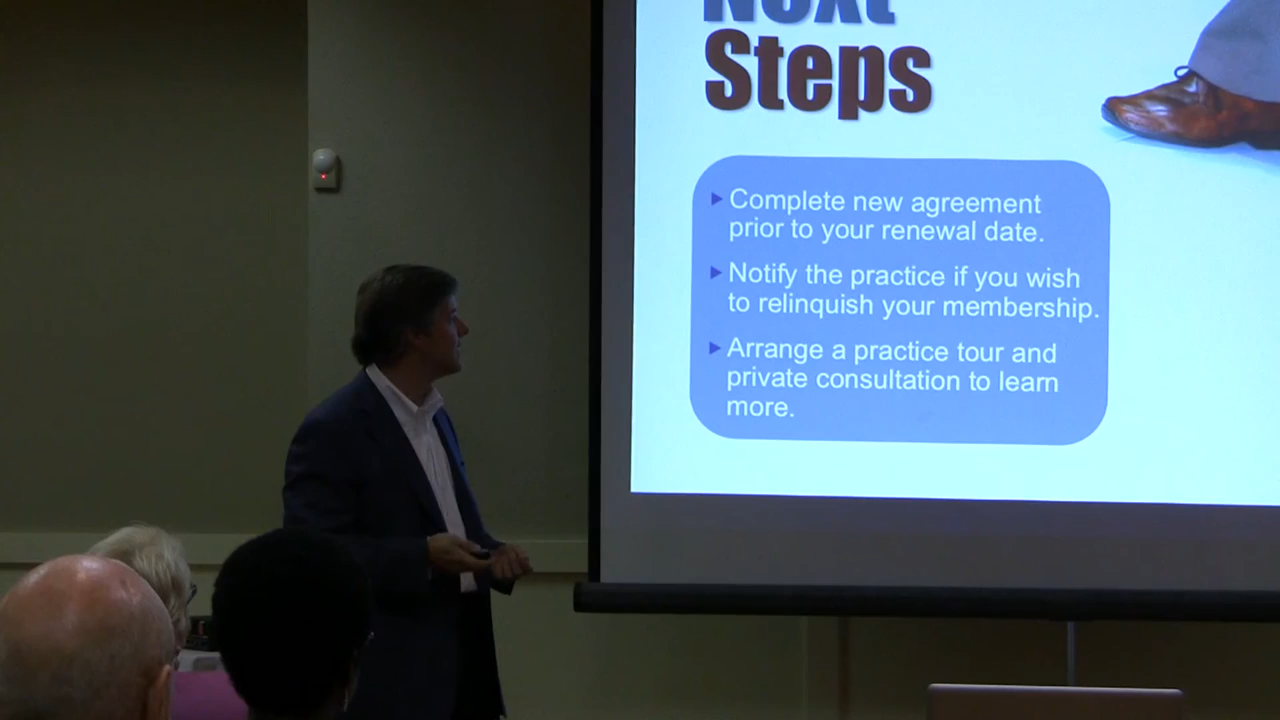 Next
Steps
Complete new agreement
prior to your renewal date.
Notify the practice if you wish
to relinquish your membership.
Arrange a practice tour and
private consultation to learn
more.